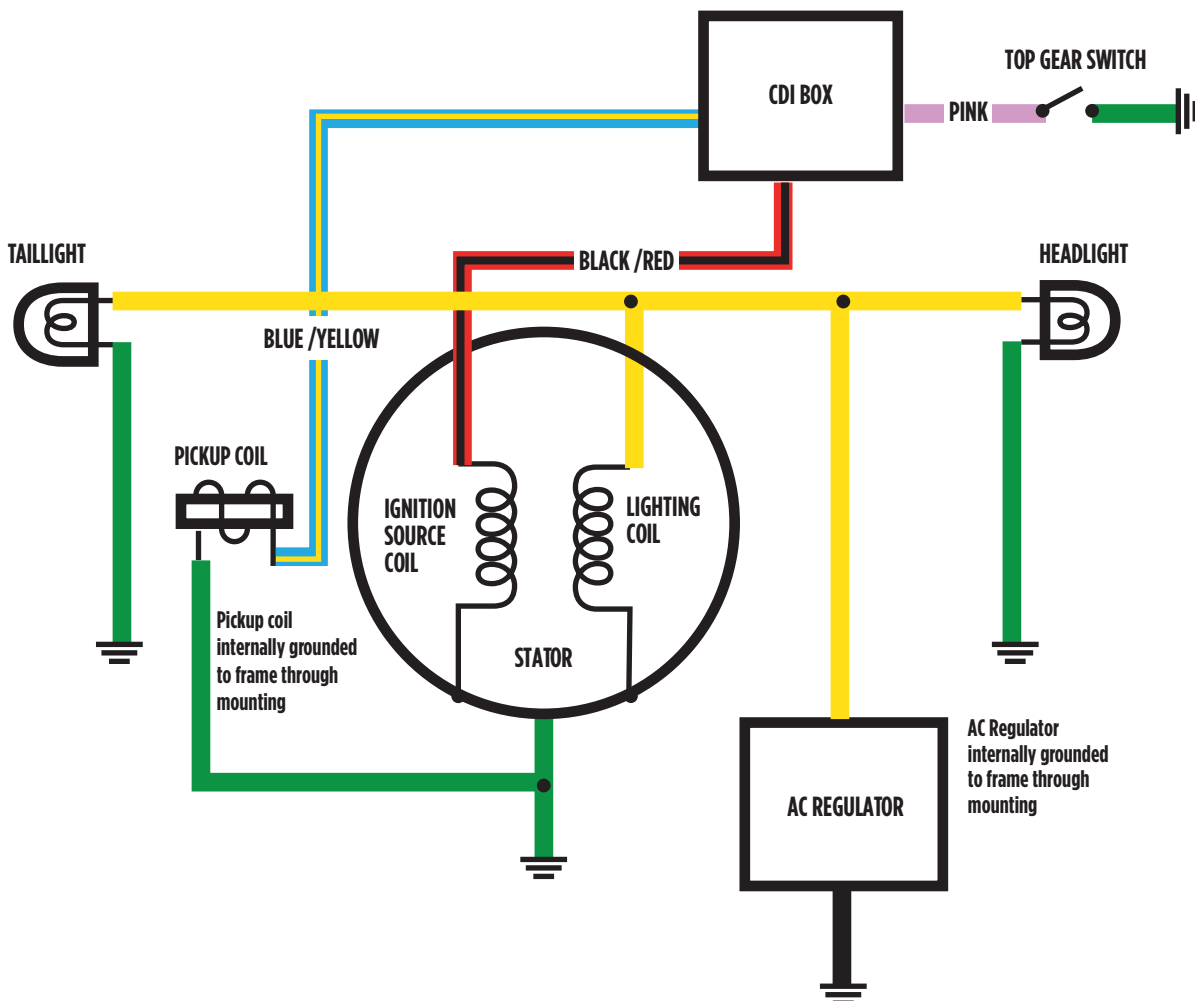 CDI BOX
TOP GEAR SWITCH
PINK
TAILLIGHT
BLACK /RED
HEADLIGHT
BLUE /YELLOW
PICKUP COIL
IGNITION
SOURCE
COIL
LIGHTING
COIL
Pickup coil
internally grounded
to frame through
mounting
STATOR
AC Regulator
internally grounded
to frame through
mounting
AC REGULATOR